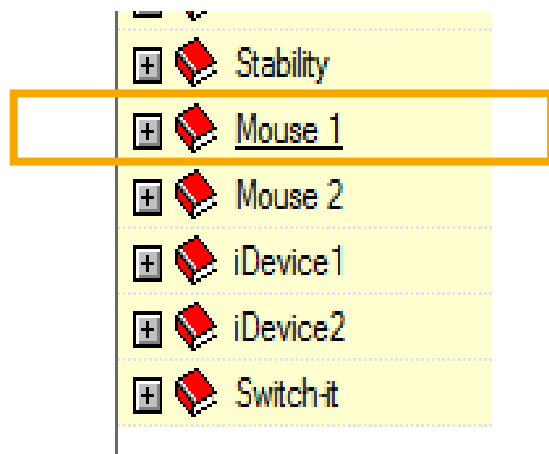 Stability
Mouse 1
Mouse 2
iDevice1
iDevice2
Switch-it